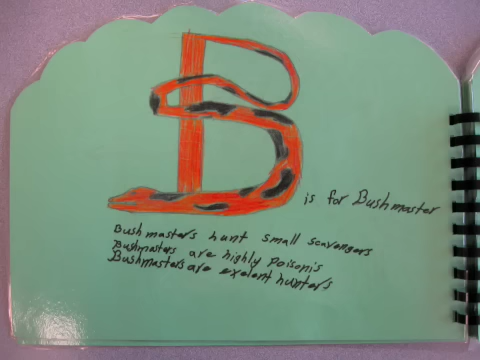 B is for Bushmaster
Bushmasters hunt small scavengers
Bushmasters are highly poisonis
Bushmasters are exelent hunters